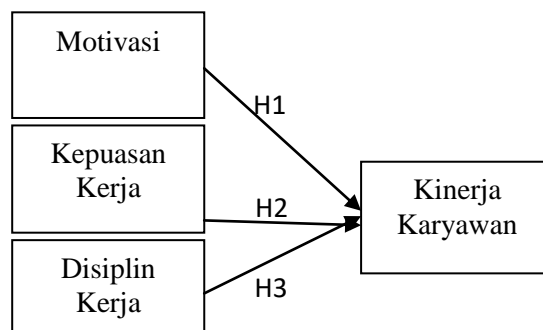 Motivasi
H1
Kepuasan
Kerja
H2
Kinerja
Karyawan
Disiplin
Kerja
H3